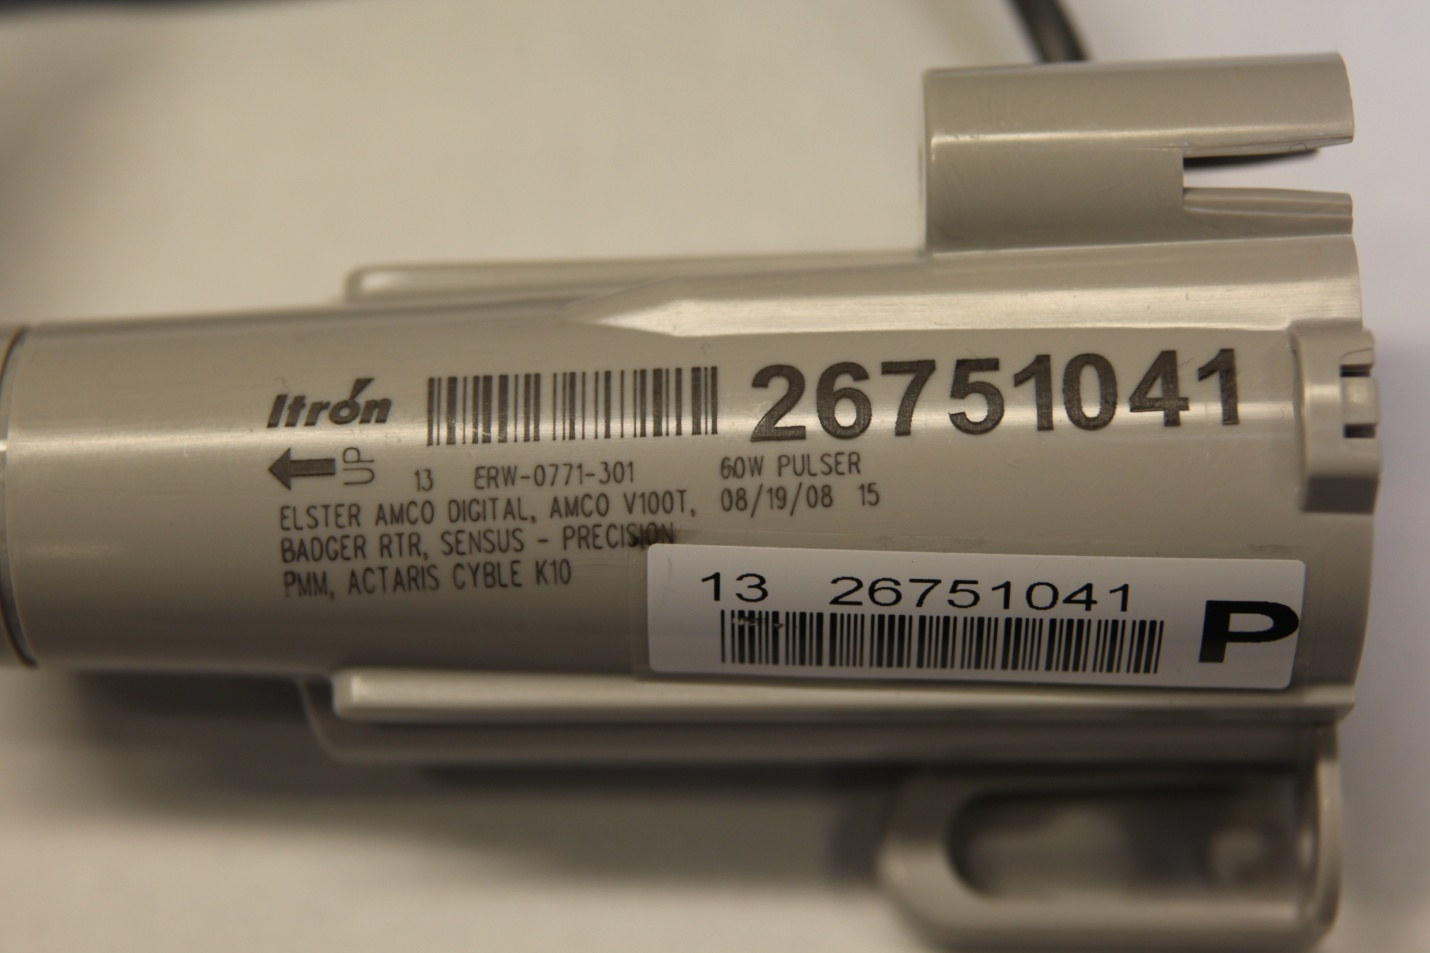 Itrón 26751041
UP 13 ERW-0771-301 60W PULSER
ELSTER AMCO DIGITAL, AMCO V100T, 08/19/08 15
BADGER RTR, SENSUS - PRECISION
PMM, ACTARIS CYBLE K10
13 26751041
P